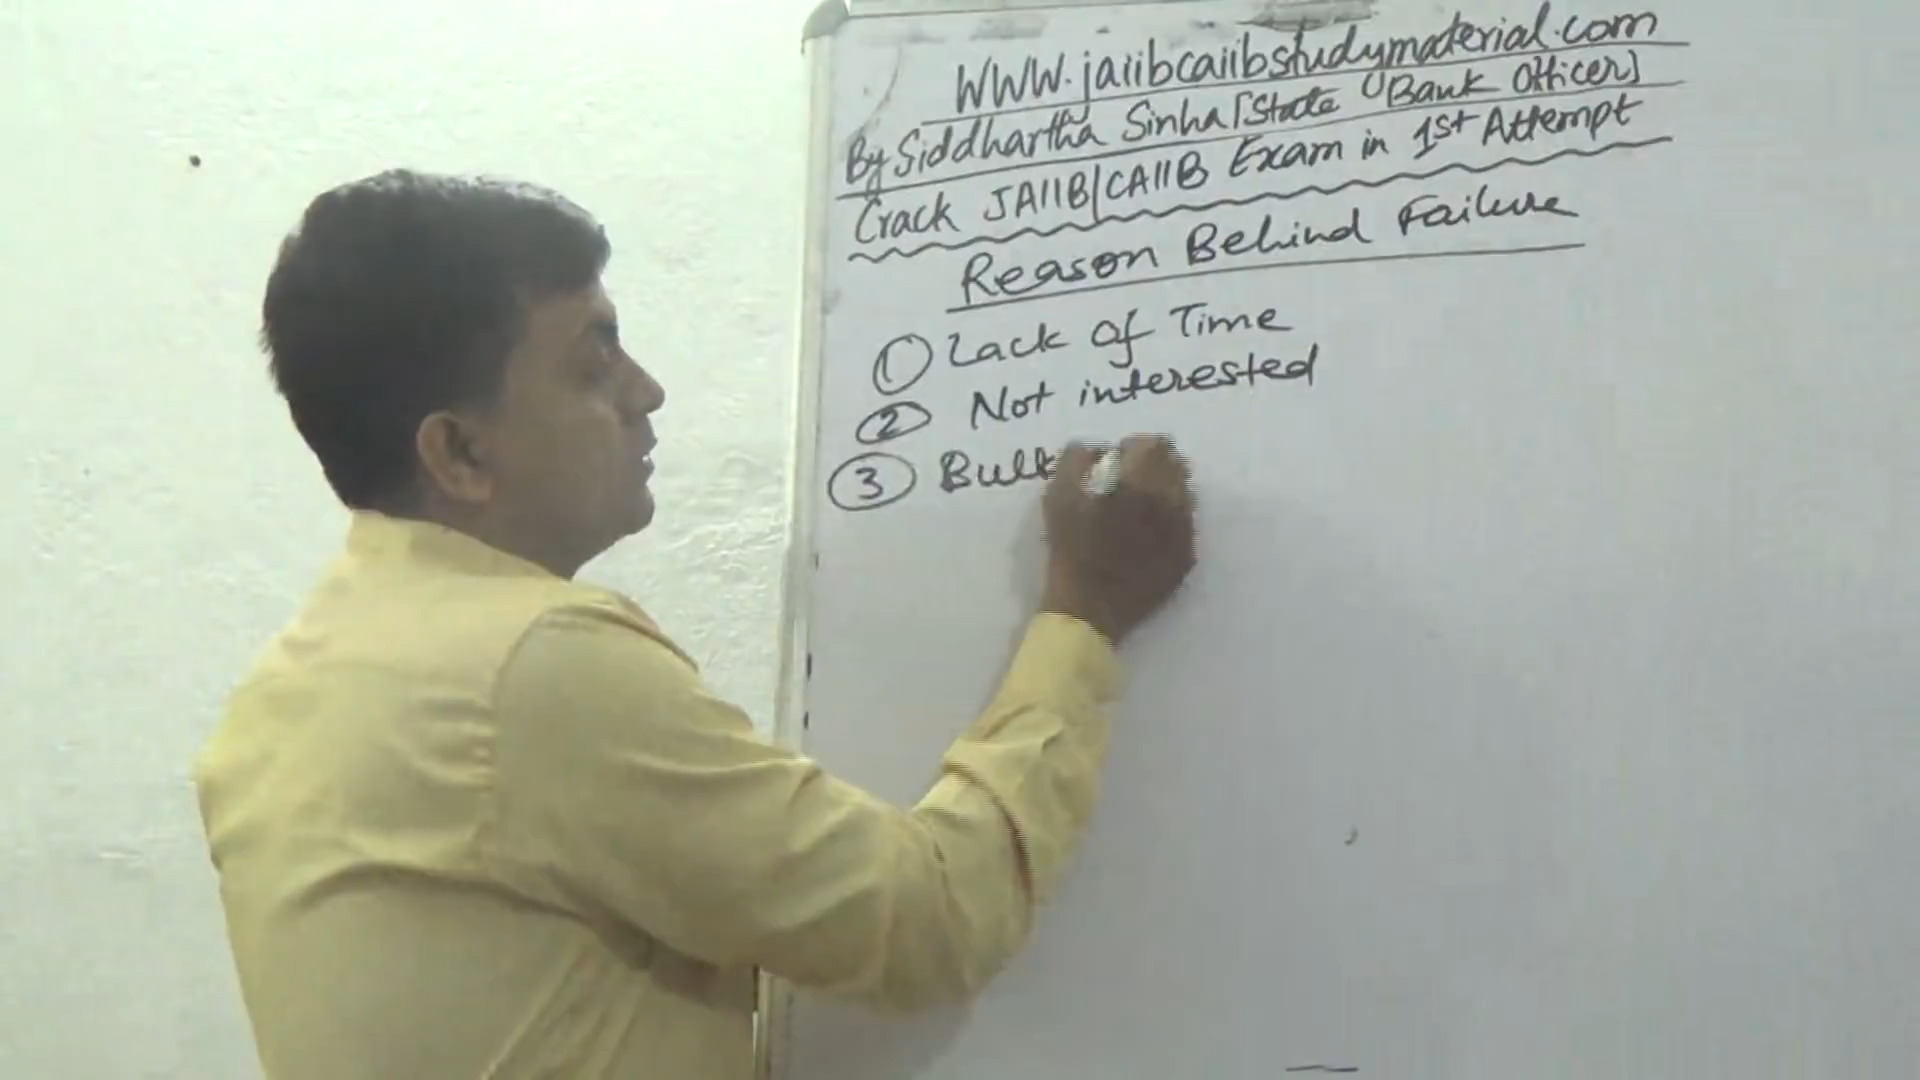 WWW.jaiibcaiibstudymaterial.com
By Siddhartha Sinha [State Bank Officer]
Crack JAIIB/CAIIB Exam in 1st Attempt
Reason Behind Failure
① Lack of Time
② Not interested
③ Bulk